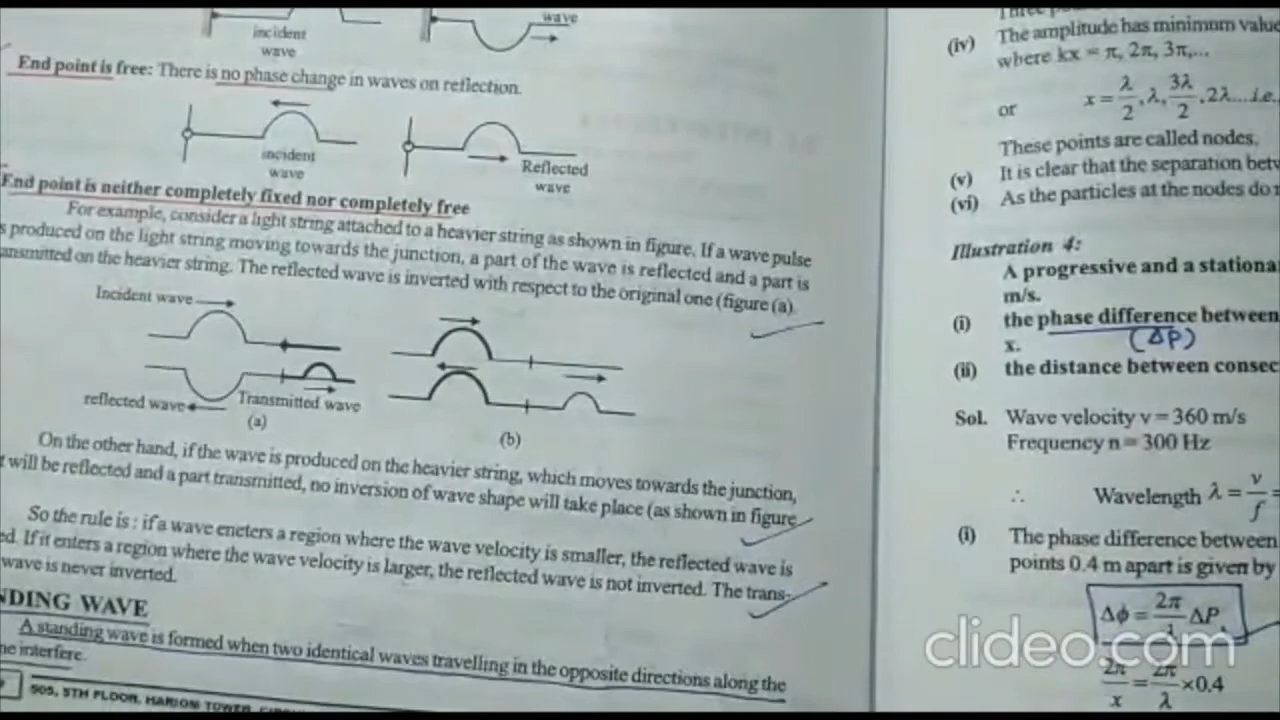 incident
wave
wave
End point is free: There is no phase change in waves on reflection.
incident
wave
Reflected
wave
End point is neither completely fixed nor completely free
For example, consider a light string attached to a heavier string as shown in figure. If a wave pulse
s produced on the light string moving towards the junction, a part of the wave is reflected and a part is
ansmitted on the heavier string. The reflected wave is inverted with respect to the original one (figure (a).
Incident wave
reflected wave
Transmitted wave
(a)
(b)
On the other hand, if the wave is produced on the heavier string, which moves towards the junction,
t will be reflected and a part transmitted, no inversion of wave shape will take place (as shown in figure
So the rule is : if a wave eneters a region where the wave velocity is smaller, the reflected wave is
ed. If it enters a region where the wave velocity is larger, the reflected wave is not inverted. The trans-
wave is never inverted.
NDING WAVE
A standing wave is formed when two identical waves travelling in the opposite directions along the
ne interfere.
505, 5TH FLOOR, HARIOM TOWER,
(iv) The amplitude has minimum value
where kx = π, 2π, 3π,...
or x = λ/2, λ, 3λ/2, 2λ....i.e.
These points are called nodes.
(v) It is clear that the separation betw
(vi) As the particles at the nodes do n
Illustration 4:
A progressive and a stationa
m/s.
(i) the phase difference between
(ΔP)
x.
(ii) the distance between consec
Sol. Wave velocity v = 360 m/s
Frequency n = 300 Hz
∴ Wavelength λ = v/f =
(i) The phase difference between
points 0.4 m apart is given by
Δϕ = 2π/λ ΔP.
clideo.com
2π/x = 2π/λ ×0.4